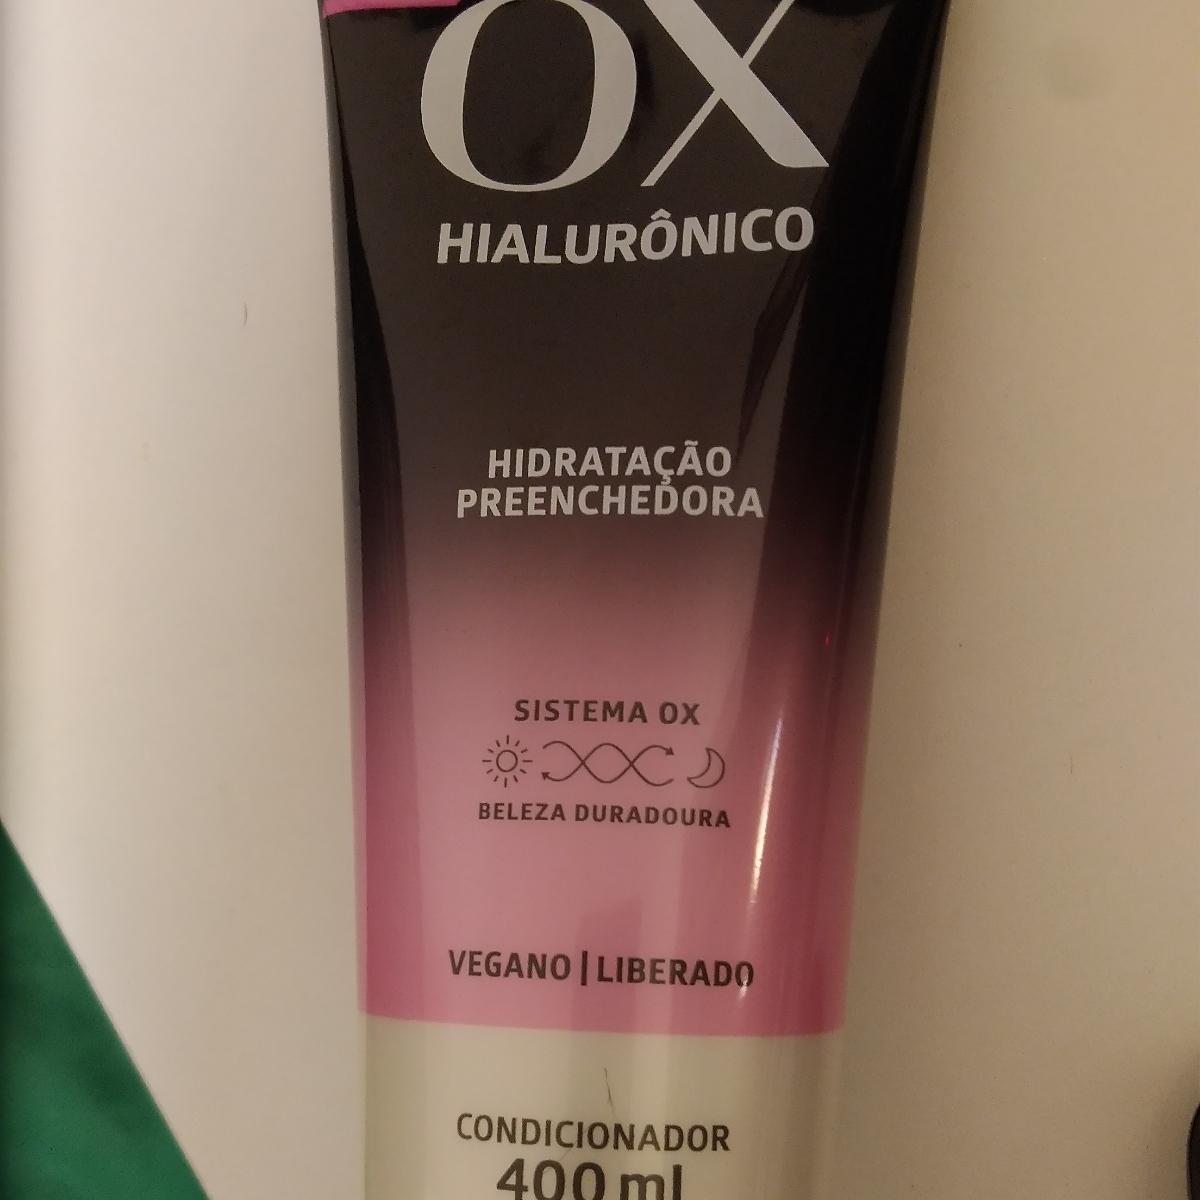 OX
HIALURÔNICO
HIDRATAÇÃO
PREENCHEDORA
SISTEMA OX
BELEZA DURADOURA
VEGANO | LIBERADO
CONDICIONADOR
400 ml